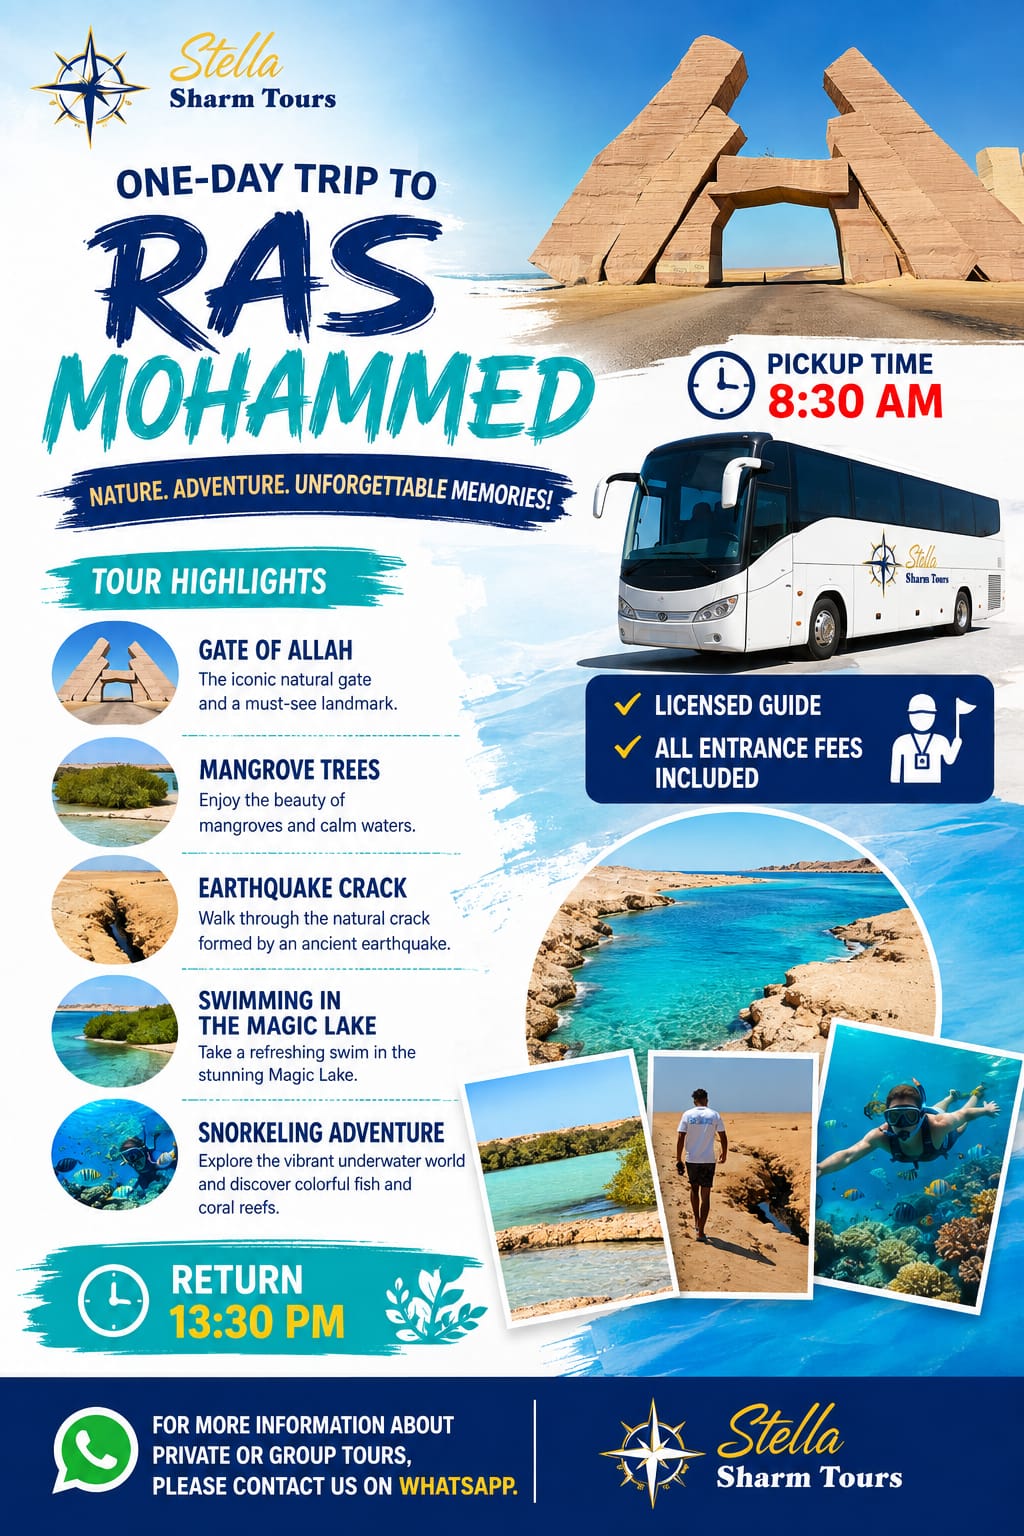 Stella
Sharm Tours
ONE-DAY TRIP TO
RAS
MOHAMMED
NATURE. ADVENTURE. UNFORGETTABLE MEMORIES!
PICKUP TIME
8:30 AM
Stella
Sharm Tours
LICENSED GUIDE
ALL ENTRANCE FEES
INCLUDED
TOUR HIGHLIGHTS
GATE OF ALLAH
The iconic natural gate
and a must-see landmark.
MANGROVE TREES
Enjoy the beauty of
mangroves and calm waters.
EARTHQUAKE CRACK
Walk through the natural crack
formed by an ancient earthquake.
SWIMMING IN
THE MAGIC LAKE
Take a refreshing swim in the
stunning Magic Lake.
SNORKELING ADVENTURE
Explore the vibrant underwater world
and discover colorful fish and
coral reefs.
RETURN
13:30 PM
FOR MORE INFORMATION ABOUT
PRIVATE OR GROUP TOURS,
PLEASE CONTACT US ON WHATSAPP.
Stella
Sharm Tours